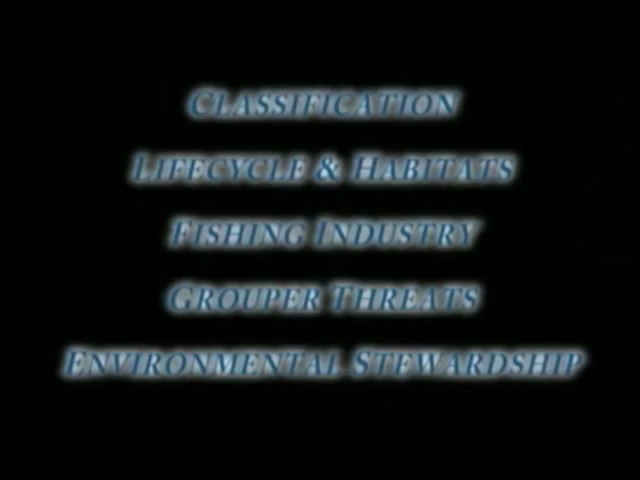 CLASSIFICATION
LIFECYCLE & HABITATS
FISHING INDUSTRY
GROUPER THREATS
ENVIRONMENTAL STEWARDSHIP